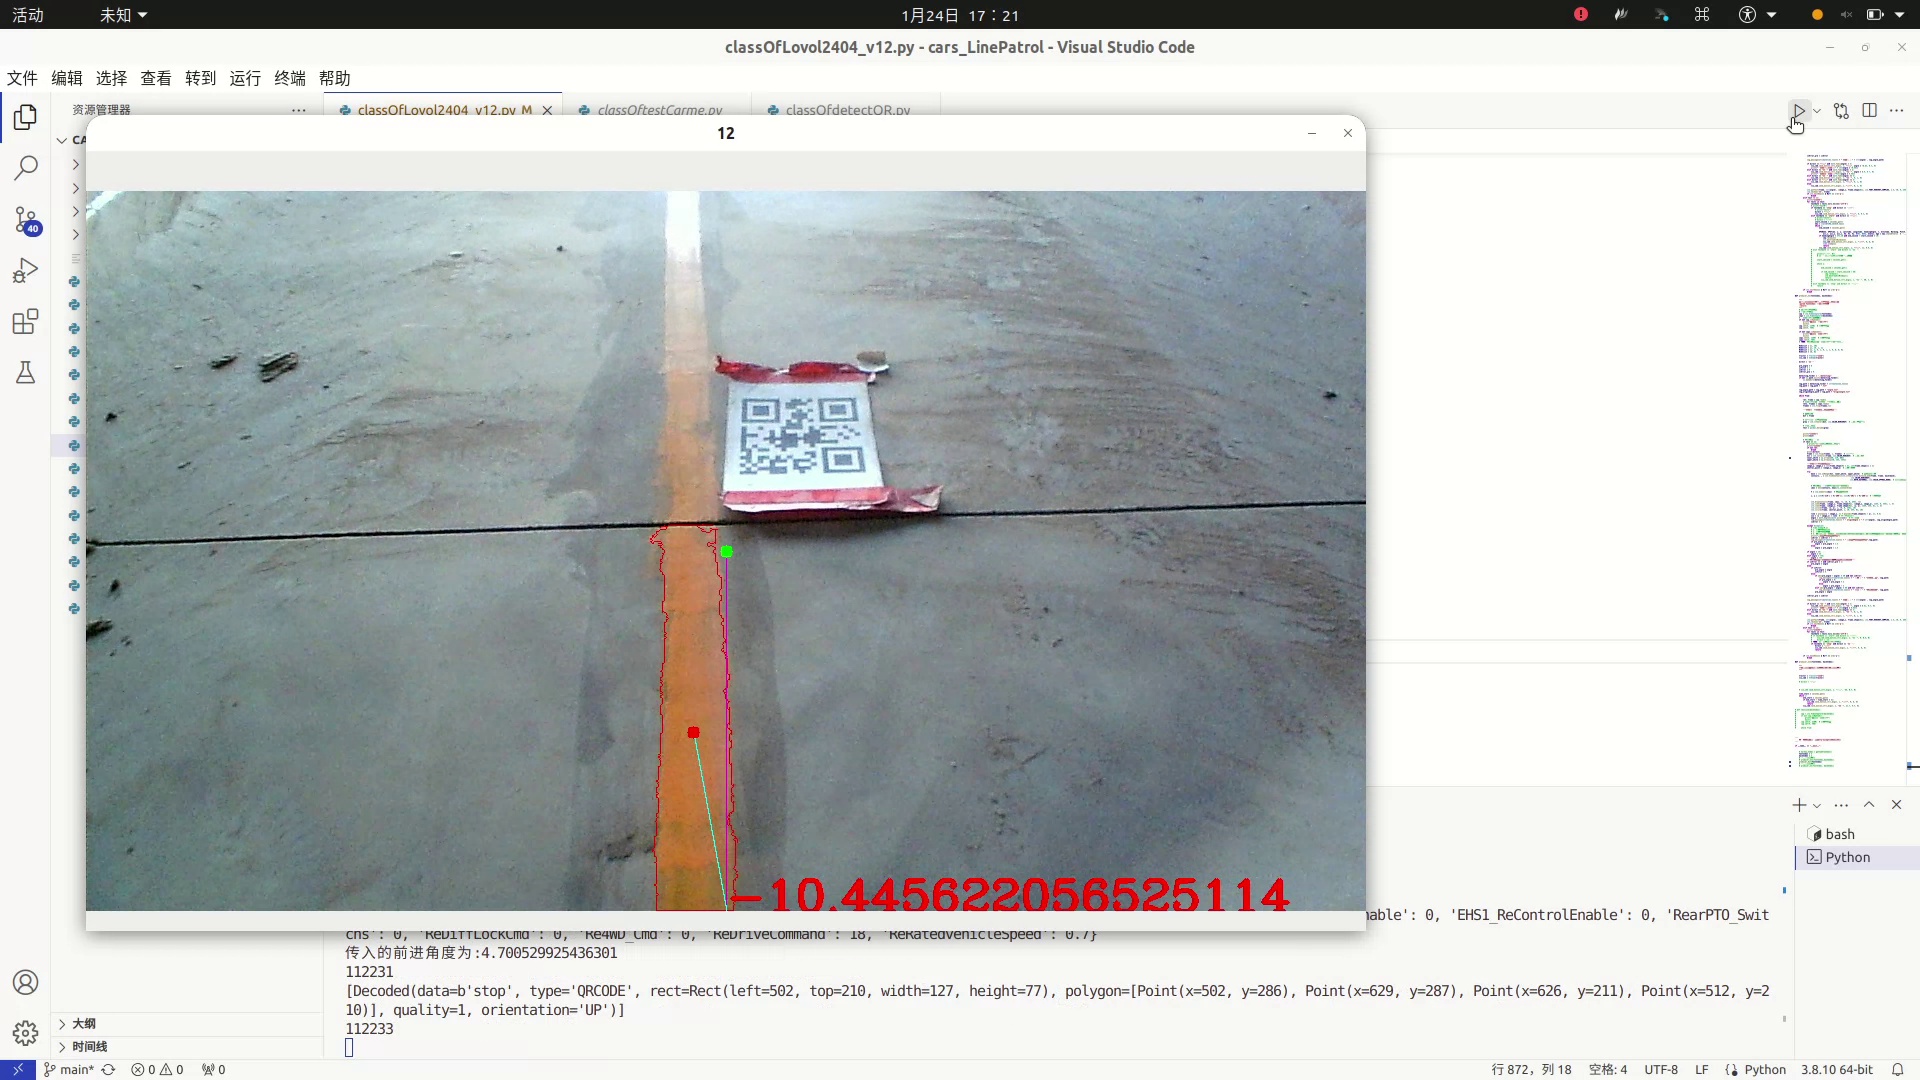 活动
未知
1月24日 17：21
classOfLovol2404_v12.py - cars_LinePatrol - Visual Studio Code
文件 编辑 选择 查看 转到 运行 终端 帮助
资源管理器
classOfLovol2404_v12.py M
classOftestCarme.py
classOfdetectQR.py
CA
12
40
-10.445622056525114
bash
Python
able': 0, 'EHS1_ReControlEnable': 0, 'RearPTO_Swit
chs': 0, 'ReDiffLockCmd': 0, 'Re4WD_Cmd': 0, 'ReDriveCommand': 18, 'ReRatedVehicleSpeed': 0.7}
传入的前进角度为:4.700529925436301
112231
[Decoded(data=b'stop', type='QRCODE', rect=Rect(left=502, top=210, width=127, height=77), polygon=[Point(x=502, y=286), Point(x=629, y=287), Point(x=626, y=211), Point(x=512, y=2
10)], quality=1, orientation='UP')]
112233
大纲
时间线
main*
0
0
0
行 872，列 18
空格: 4
UTF-8
LF
Python
3.8.10 64-bit